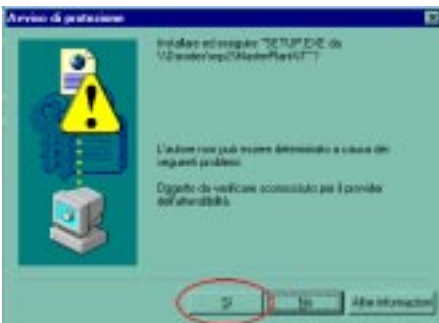 Avviso di protezione
Installare ed eseguire "SETUP.EXE da
L'autore non può essere determinato a causa dei
seguenti problemi:
Oggetto da verificare sconosciuto per il provider
dell'attendibilità.
Sì
No
Altre informazioni